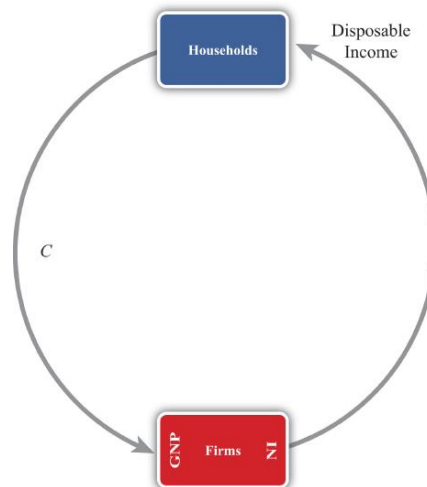 Households
Disposable
Income
C
GNP
Firms
NI